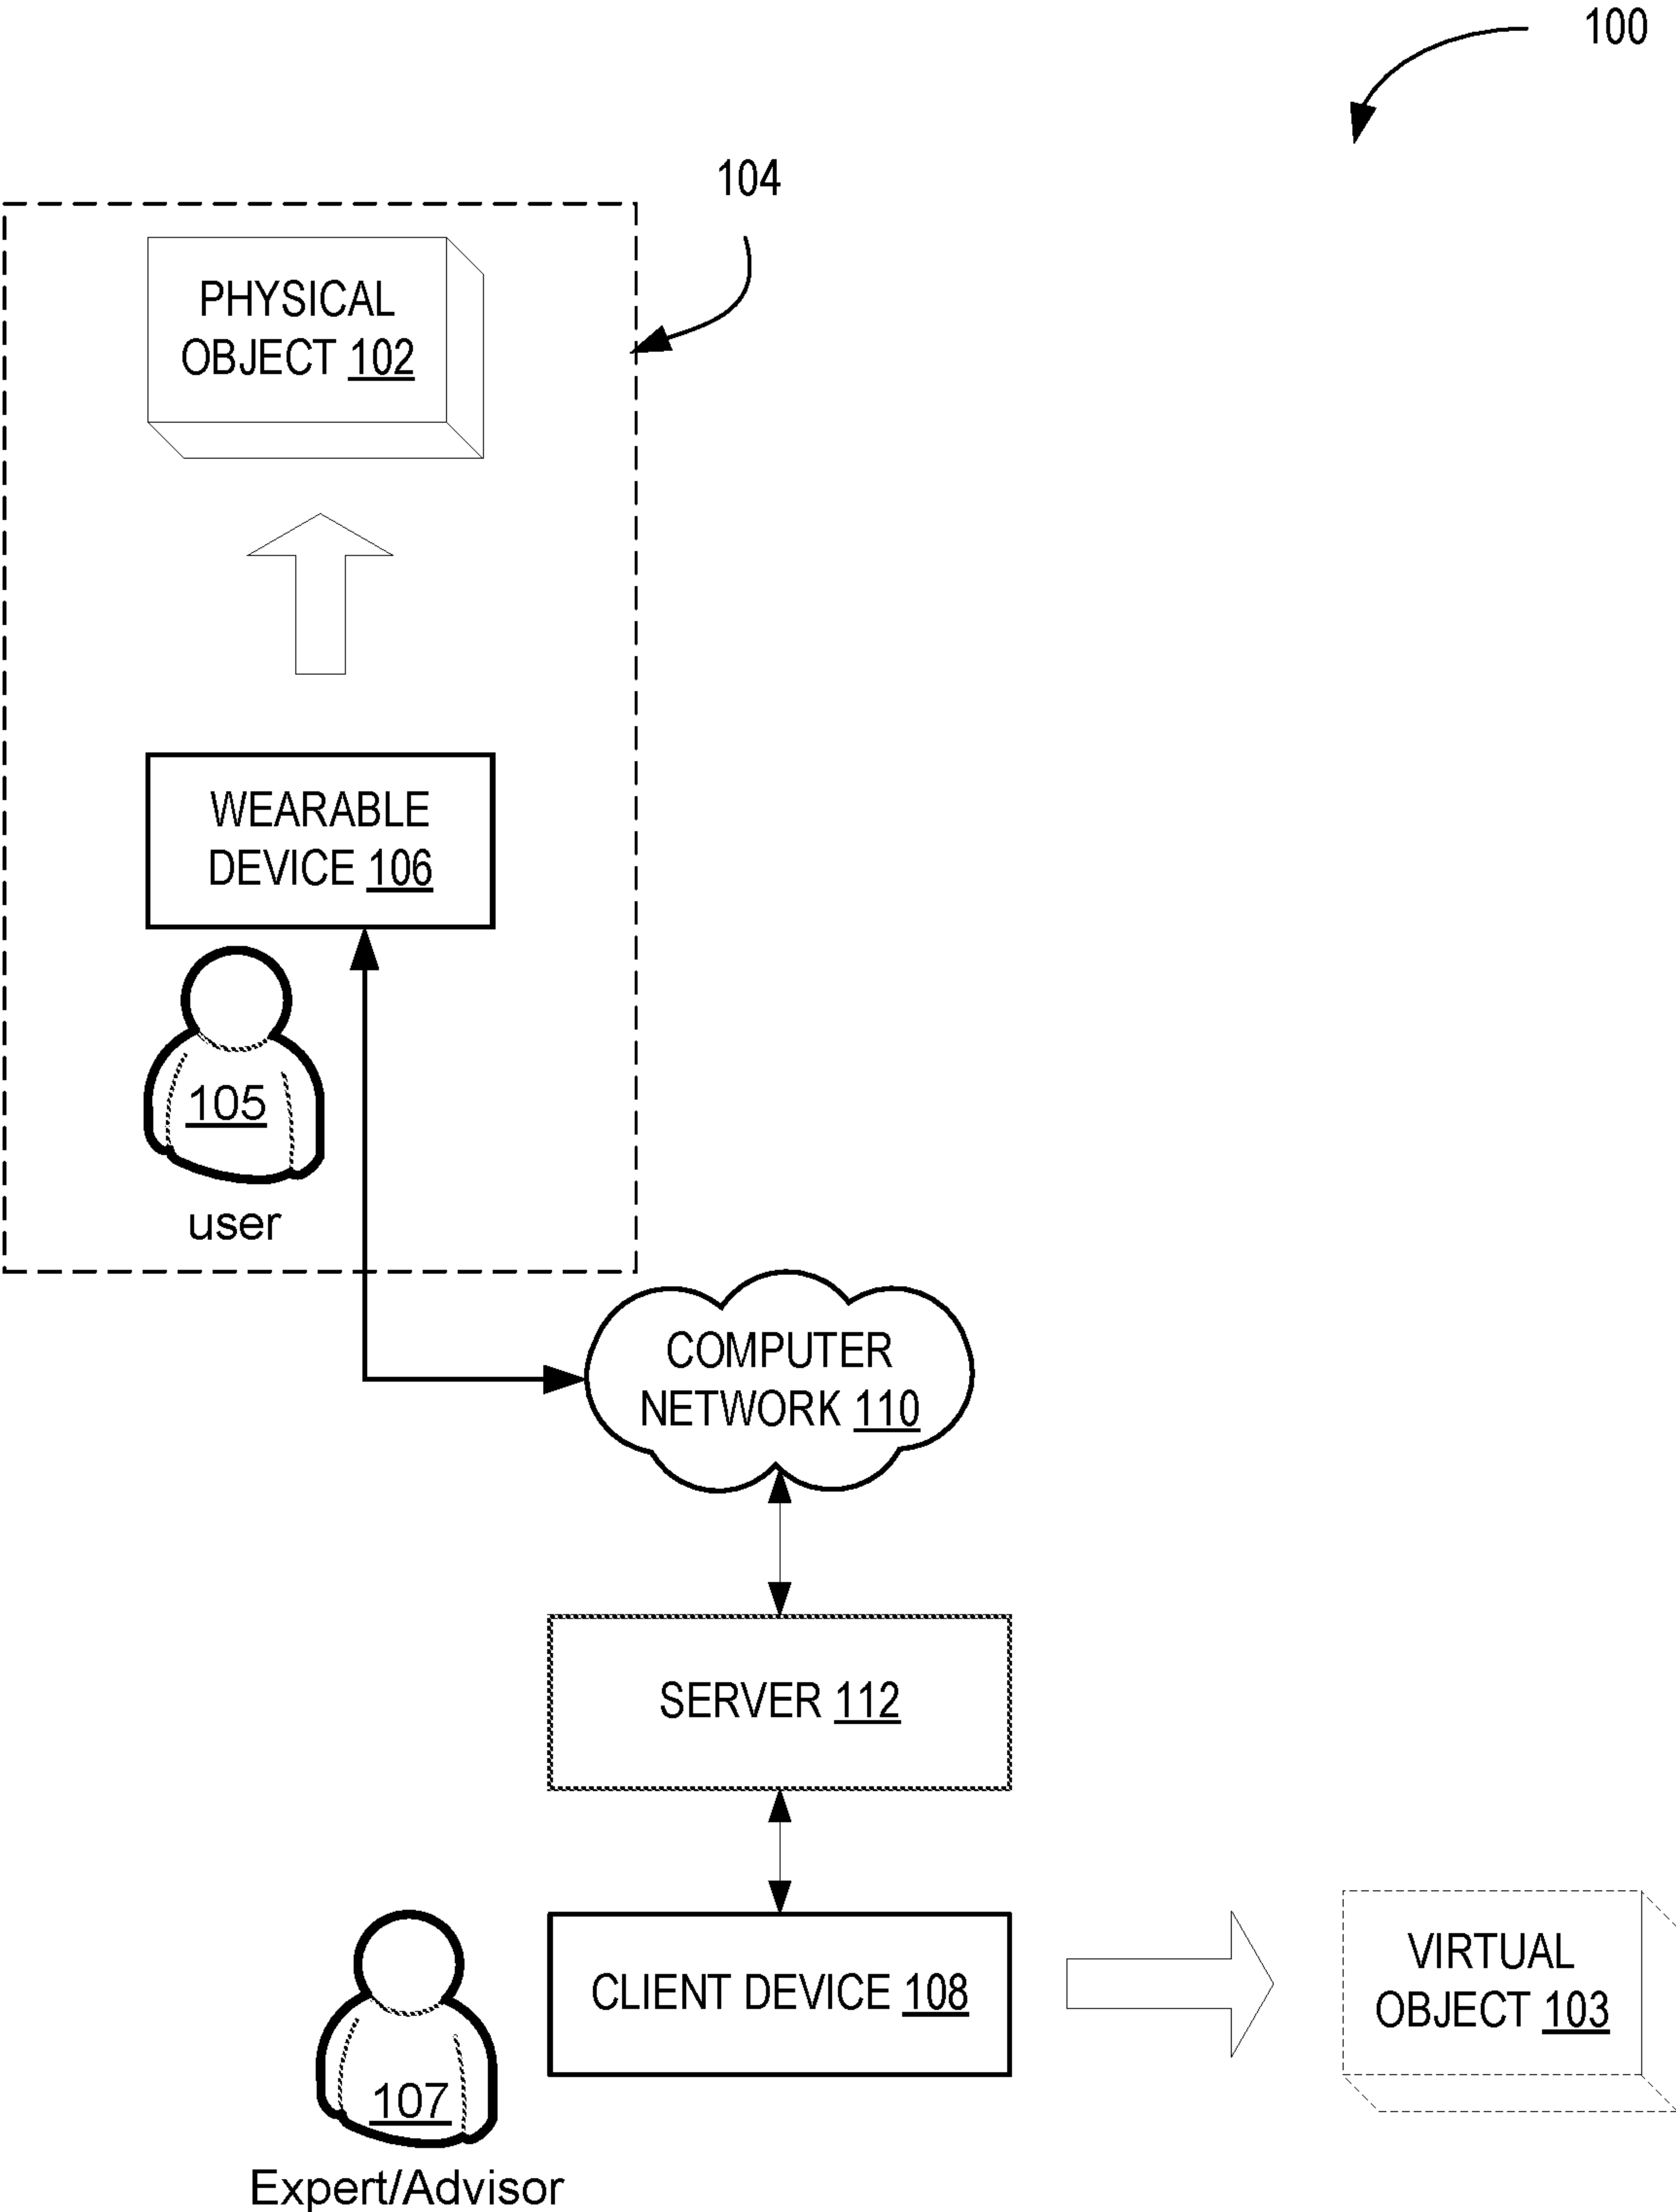 100
104
PHYSICAL
OBJECT 102
WEARABLE
DEVICE 106
105
user
COMPUTER
NETWORK 110
SERVER 112
CLIENT DEVICE 108
VIRTUAL
OBJECT 103
107
Expert/Advisor